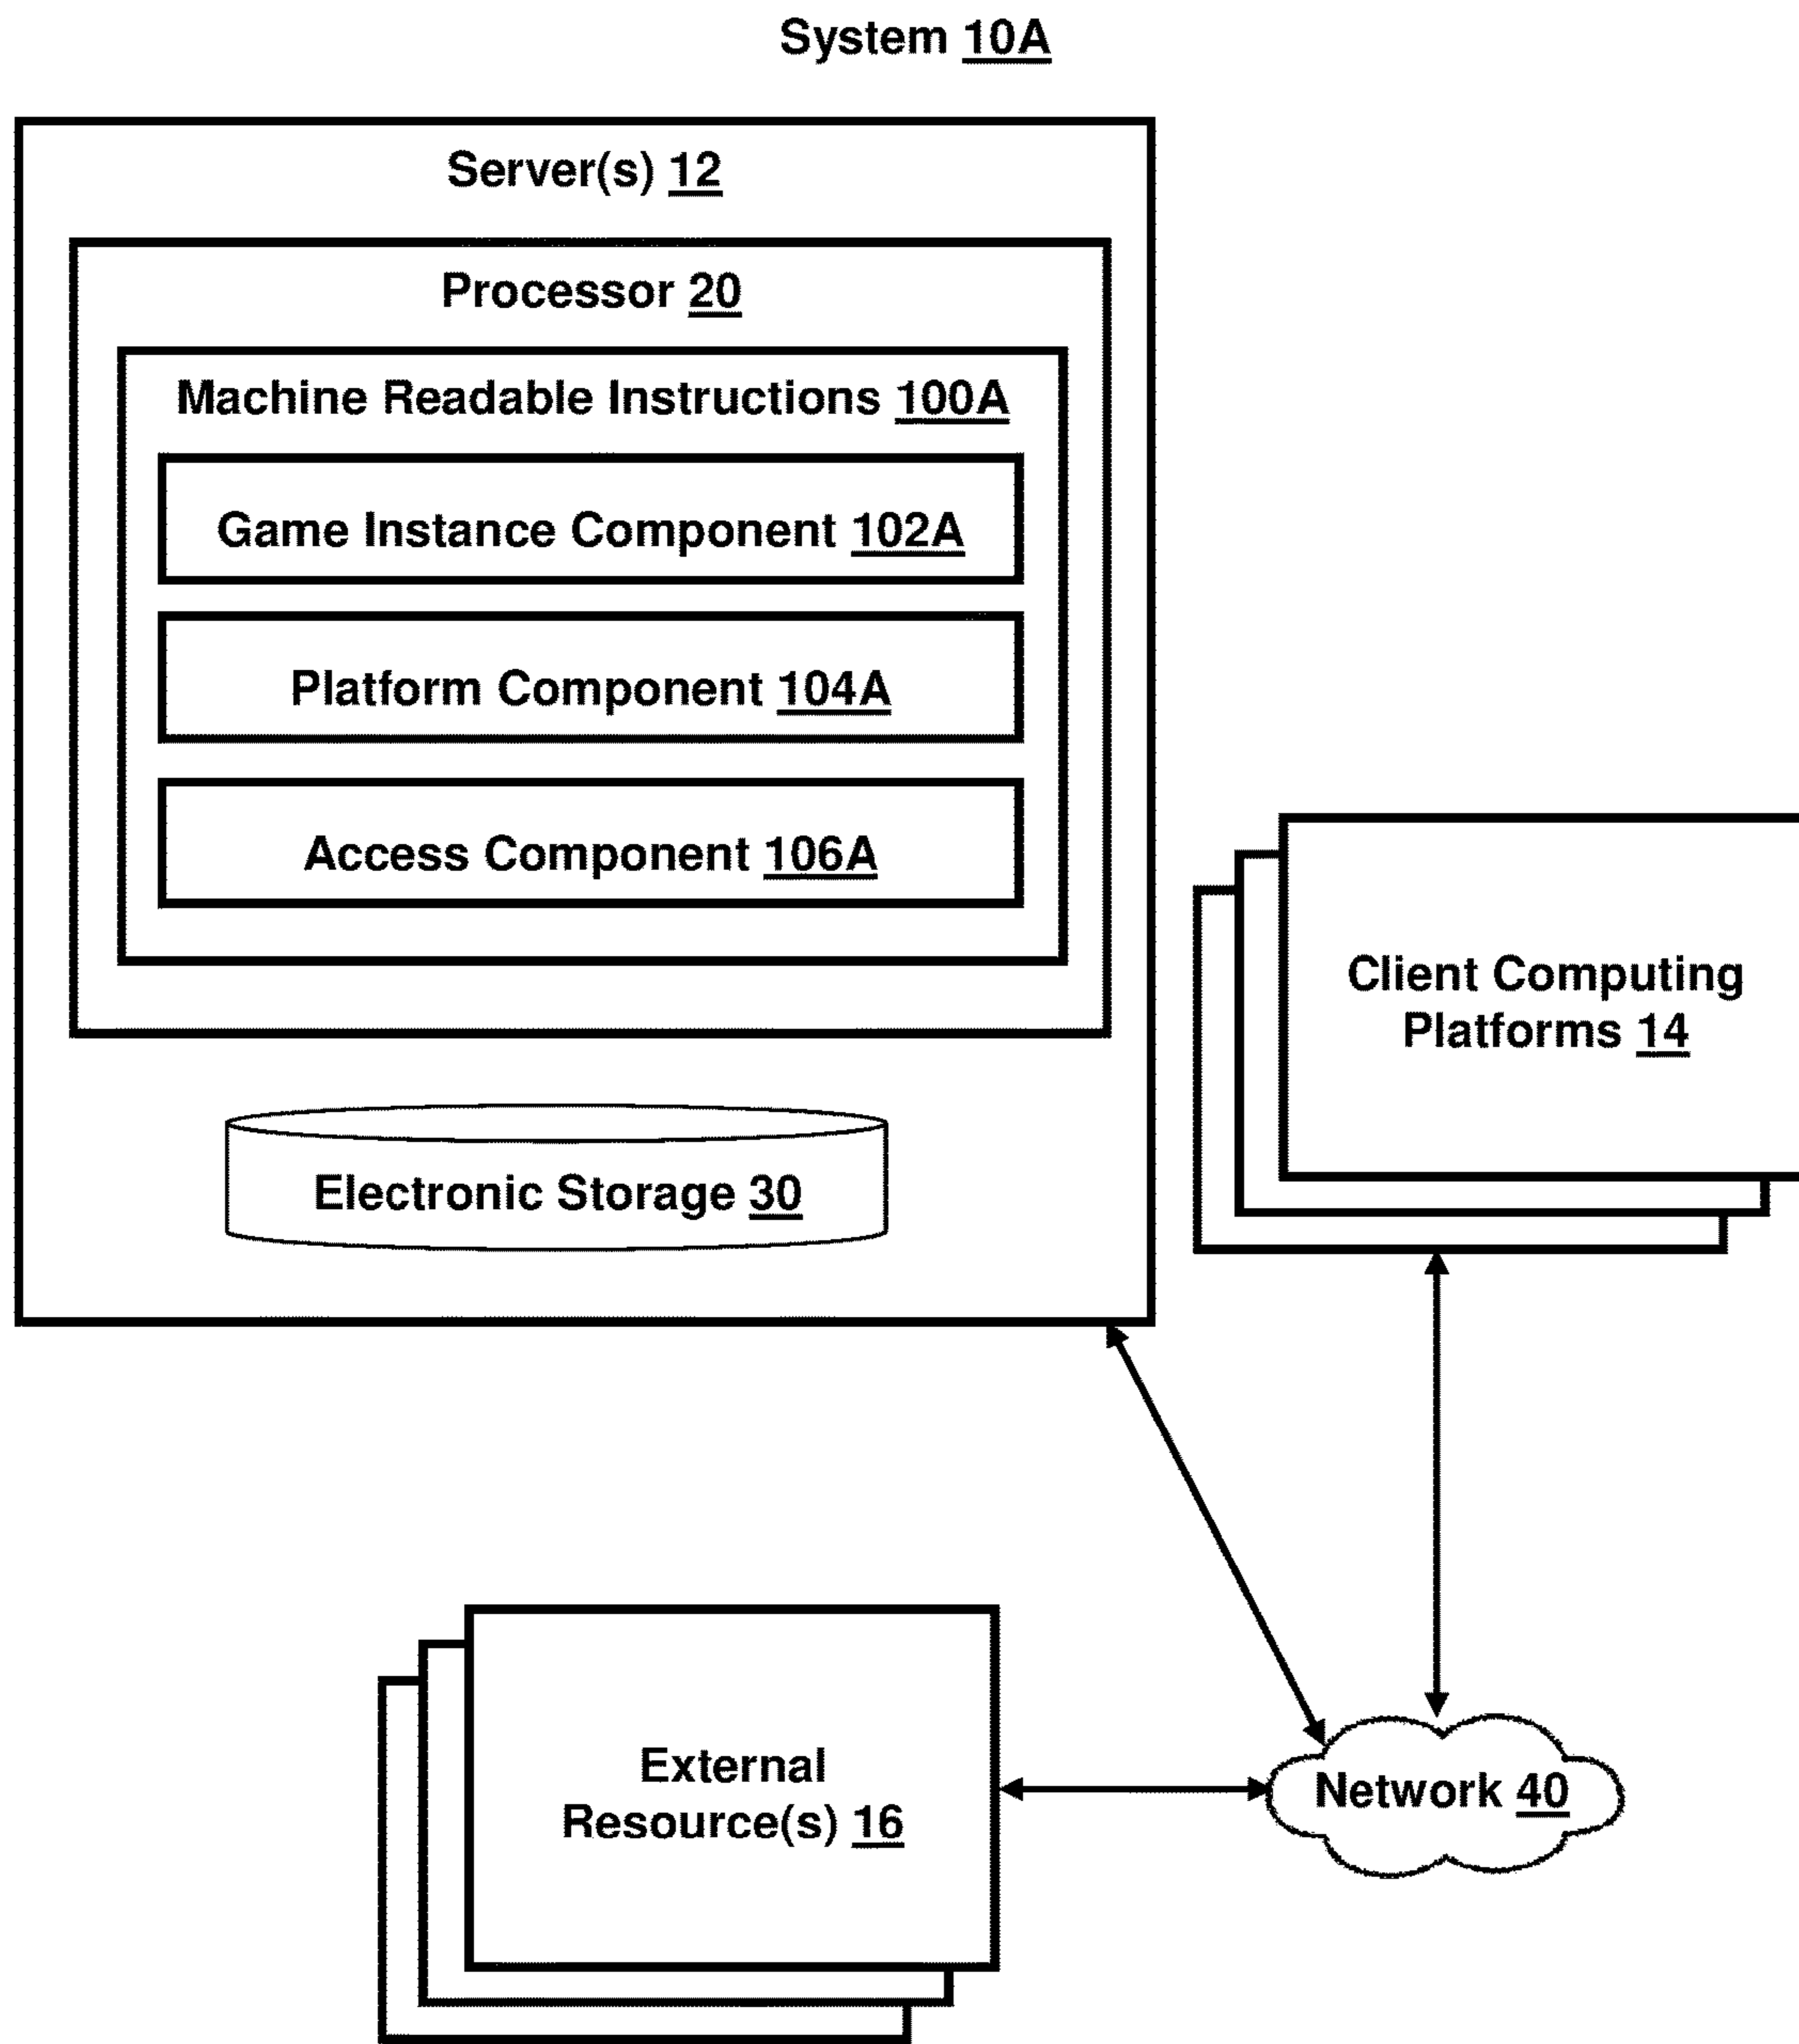 System 10A
Server(s) 12
Processor 20
Machine Readable Instructions 100A
Game Instance Component 102A
Platform Component 104A
Access Component 106A
Electronic Storage 30
Client Computing
Platforms 14
External
Resource(s) 16
Network 40